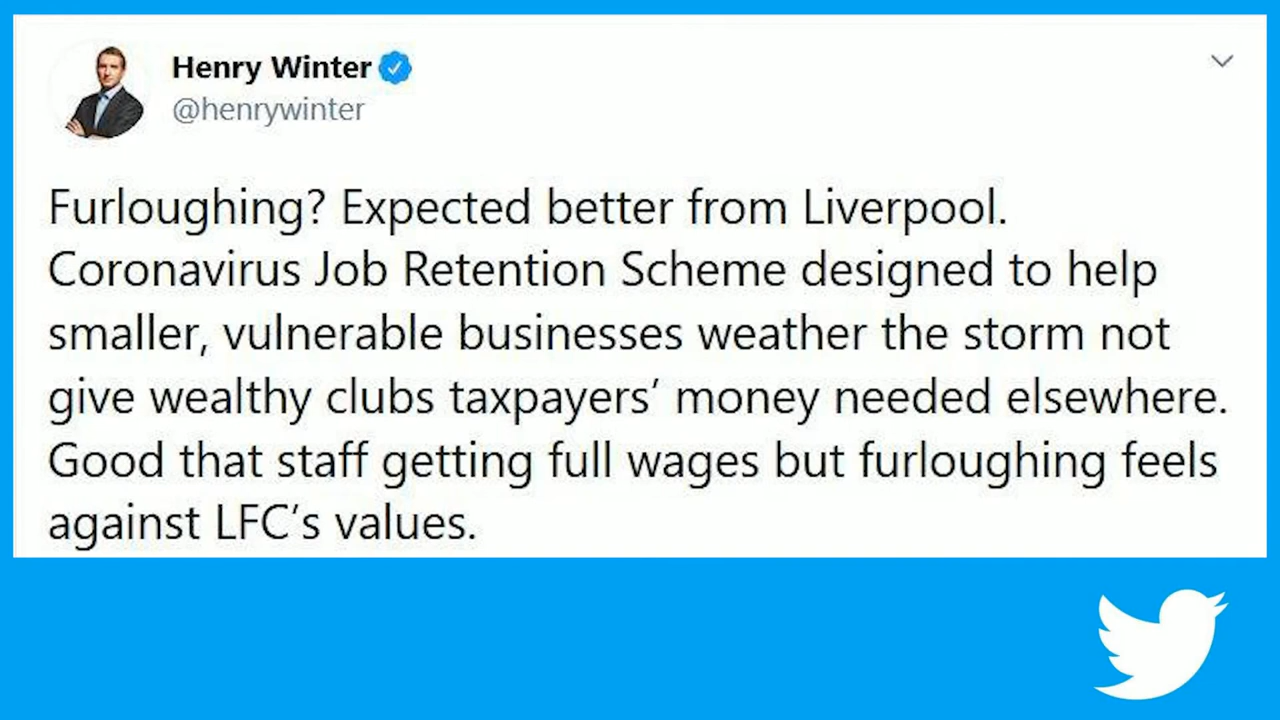 Henry Winter
@henrywinter
Furloughing? Expected better from Liverpool.
Coronavirus Job Retention Scheme designed to help
smaller, vulnerable businesses weather the storm not
give wealthy clubs taxpayers’ money needed elsewhere.
Good that staff getting full wages but furloughing feels
against LFC’s values.